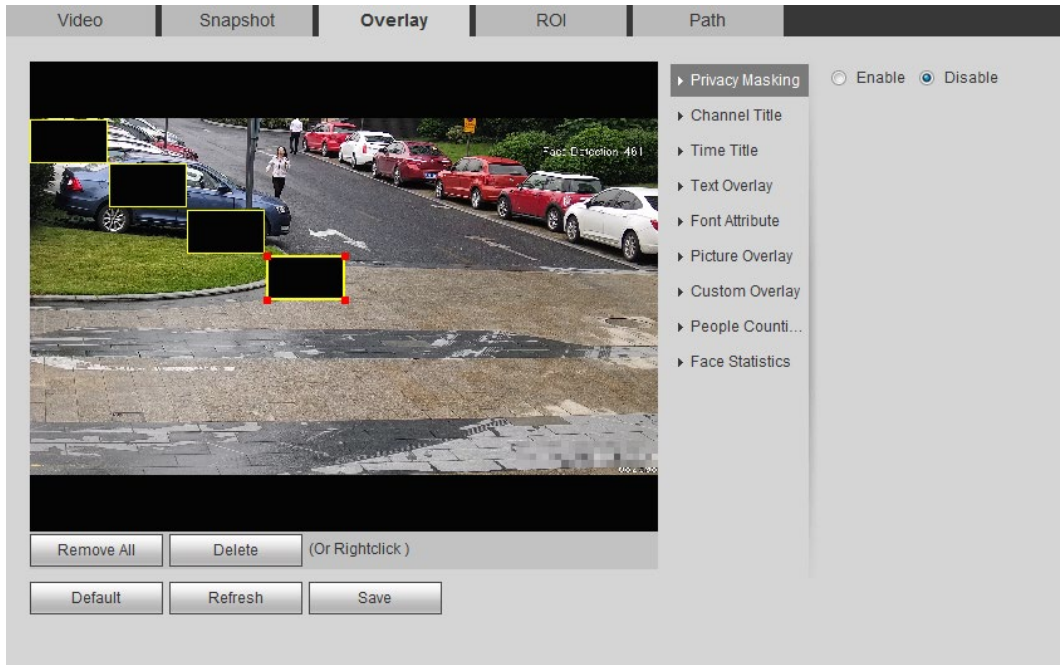 Video
Snapshot
Overlay
ROI
Path
Privacy Masking
Enable
Disable
Channel Title
Time Title
Face Detection-461
Text Overlay
Font Attribute
Picture Overlay
Custom Overlay
People Counti...
Face Statistics
Remove All
Delete
(Or Rightclick )
Default
Refresh
Save